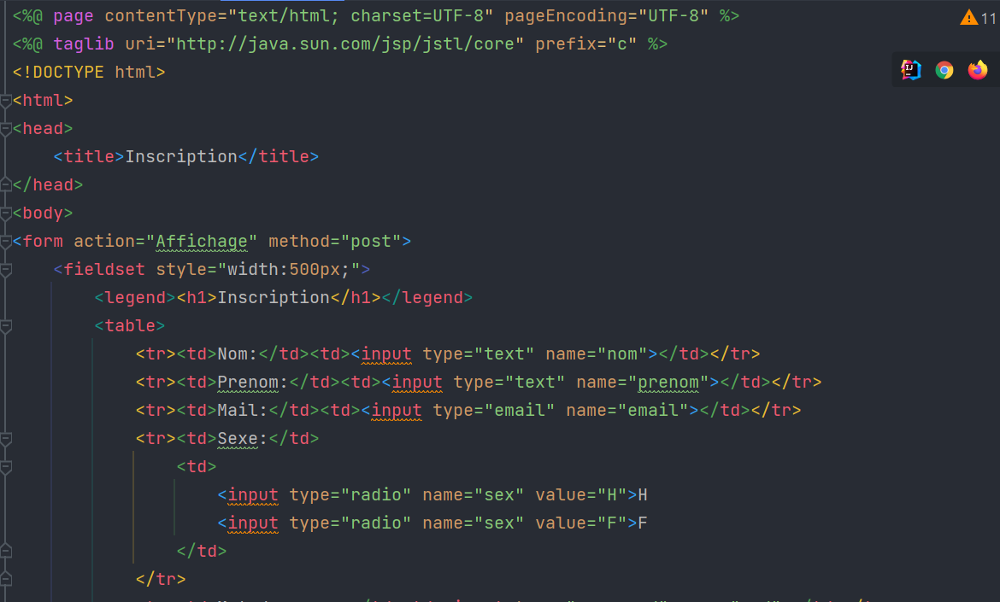 <%@ page contentType="text/html; charset=UTF-8" pageEncoding="UTF-8" %>
11
<%@ taglib uri="http://java.sun.com/jsp/jstl/core" prefix="c" %>
<!DOCTYPE html>
<html>
<head>
    <title>Inscription</title>
</head>
<body>
<form action="Affichage" method="post">
    <fieldset style="width:500px;">
        <legend><h1>Inscription</h1></legend>
        <table>
            <tr><td>Nom:</td><td><input type="text" name="nom"></td></tr>
            <tr><td>Prenom:</td><td><input type="text" name="prenom"></td></tr>
            <tr><td>Mail:</td><td><input type="email" name="email"></td></tr>
            <tr><td>Sexe:</td>
                <td>
                    <input type="radio" name="sex" value="H">H
                    <input type="radio" name="sex" value="F">F
                </td>
            </tr>